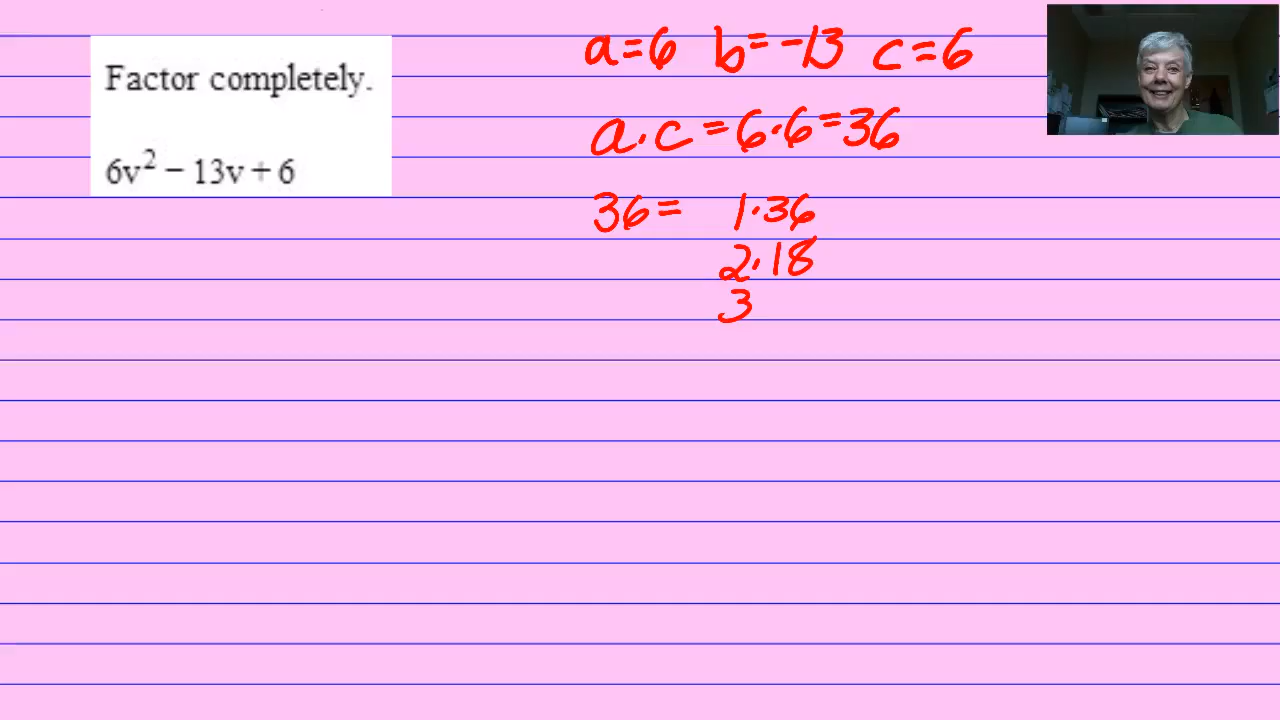 Factor completely.
6v² − 13v + 6
a=6 b=-13 c=6
a·c=6·6=36
36= 1·36
2·18
3